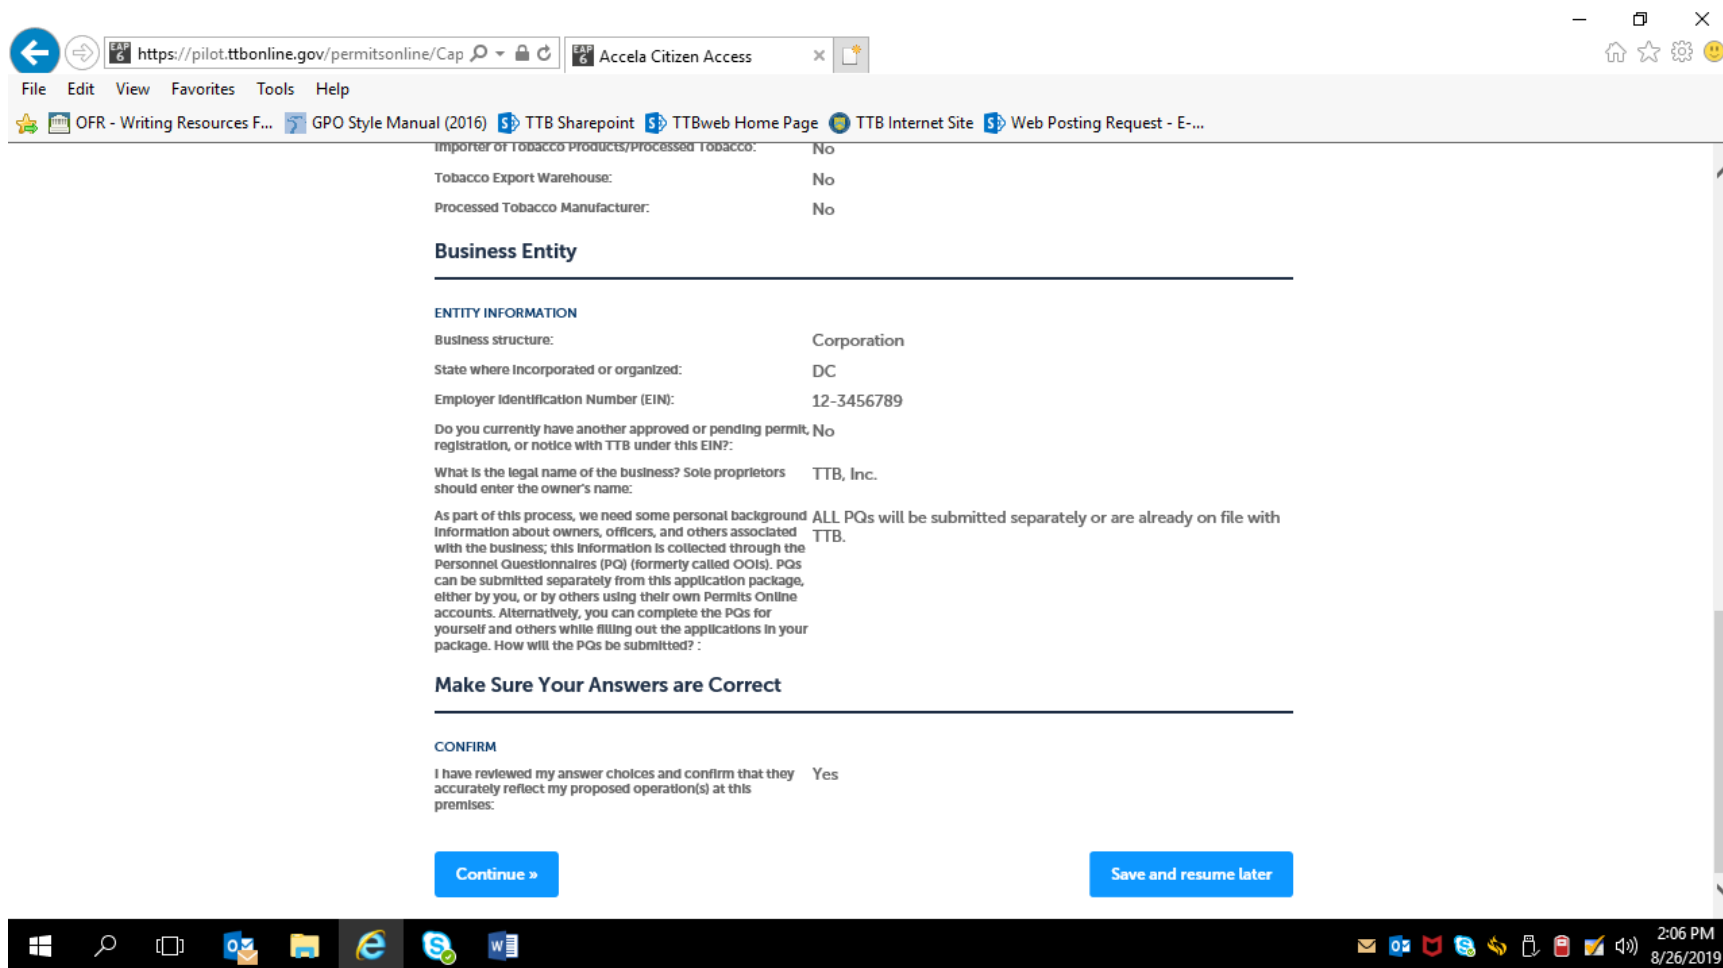 https://pilot.ttbonline.gov/permitsonline/Cap
Accela Citizen Access
File Edit View Favorites Tools Help
OFR - Writing Resources F... GPO Style Manual (2016) TTB Sharepoint TTBweb Home Page TTB Internet Site Web Posting Request - E-...
Importer of Tobacco Products/Processed Tobacco: No
Tobacco Export Warehouse: No
Processed Tobacco Manufacturer: No
Business Entity
ENTITY INFORMATION
Business structure: Corporation
State where incorporated or organized: DC
Employer Identification Number (EIN): 12-3456789
Do you currently have another approved or pending permit, No
registration, or notice with TTB under this EIN?:
What is the legal name of the business? Sole proprietors TTB, Inc.
should enter the owner's name:
As part of this process, we need some personal background ALL PQs will be submitted separately or are already on file with
information about owners, officers, and others associated TTB.
with the business; this information is collected through the
Personnel Questionnaires (PQ) (formerly called OOIs). PQs
can be submitted separately from this application package,
either by you, or by others using their own Permits Online
accounts. Alternatively, you can complete the PQs for
yourself and others while filling out the applications in your
package. How will the PQs be submitted? :
Make Sure Your Answers are Correct
CONFIRM
I have reviewed my answer choices and confirm that they Yes
accurately reflect my proposed operation(s) at this
premises:
Continue » Save and resume later
2:06 PM
8/26/2019